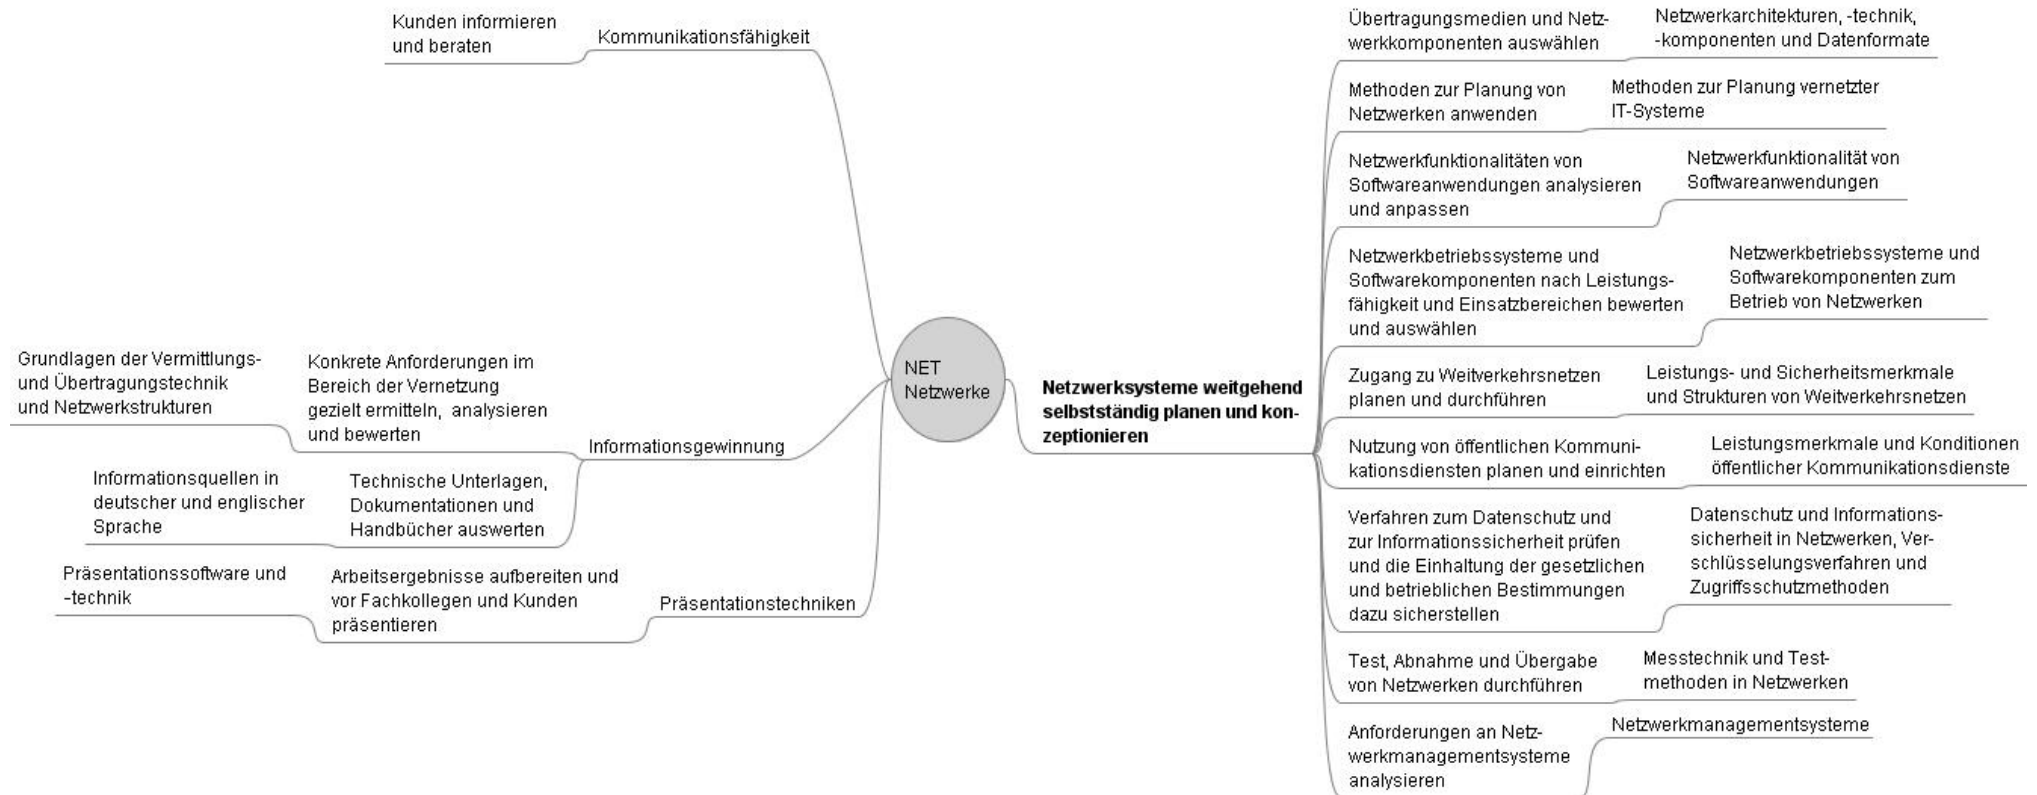 Kunden informieren
und beraten
Kommunikationsfähigkeit
Grundlagen der Vermittlungs-
und Übertragungstechnik
und Netzwerkstrukturen
Konkrete Anforderungen im
Bereich der Vernetzung
gezielt ermitteln,  analysieren
und bewerten
Informationsgewinnung
Informationsquellen in
deutscher und englischer
Sprache
Technische Unterlagen,
Dokumentationen und
Handbücher auswerten
Präsentationssoftware und
-technik
Arbeitsergebnisse aufbereiten und
vor Fachkollegen und Kunden
präsentieren
Präsentationstechniken
NET
Netzwerke
Netzwerksysteme weitgehend
selbstständig planen und kon-
zeptionieren
Übertragungsmedien und Netz-
werkkomponenten auswählen
Netzwerkarchitekturen, -technik,
-komponenten und Datenformate
Methoden zur Planung von
Netzwerken anwenden
Methoden zur Planung vernetzter
IT-Systeme
Netzwerkfunktionalitäten von
Softwareanwendungen analysieren
und anpassen
Netzwerkfunktionalität von
Softwareanwendungen
Netzwerkbetriebssysteme und
Softwarekomponenten nach Leistungs-
fähigkeit und Einsatzbereichen bewerten
und auswählen
Netzwerkbetriebssysteme und
Softwarekomponenten zum
Betrieb von Netzwerken
Zugang zu Weitverkehrsnetzen
planen und durchführen
Leistungs- und Sicherheitsmerkmale
und Strukturen von Weitverkehrsnetzen
Nutzung von öffentlichen Kommuni-
kationsdiensten planen und einrichten
Leistungsmerkmale und Konditionen
öffentlicher Kommunikationsdienste
Verfahren zum Datenschutz und
zur Informationssicherheit prüfen
und die Einhaltung der gesetzlichen
und betrieblichen Bestimmungen
dazu sicherstellen
Datenschutz und Informations-
sicherheit in Netzwerken, Ver-
schlüsselungsverfahren und
Zugriffsschutzmethoden
Test, Abnahme und Übergabe
von Netzwerken durchführen
Messtechnik und Test-
methoden in Netzwerken
Anforderungen an Netz-
werkmanagementsysteme
analysieren
Netzwerkmanagementsysteme